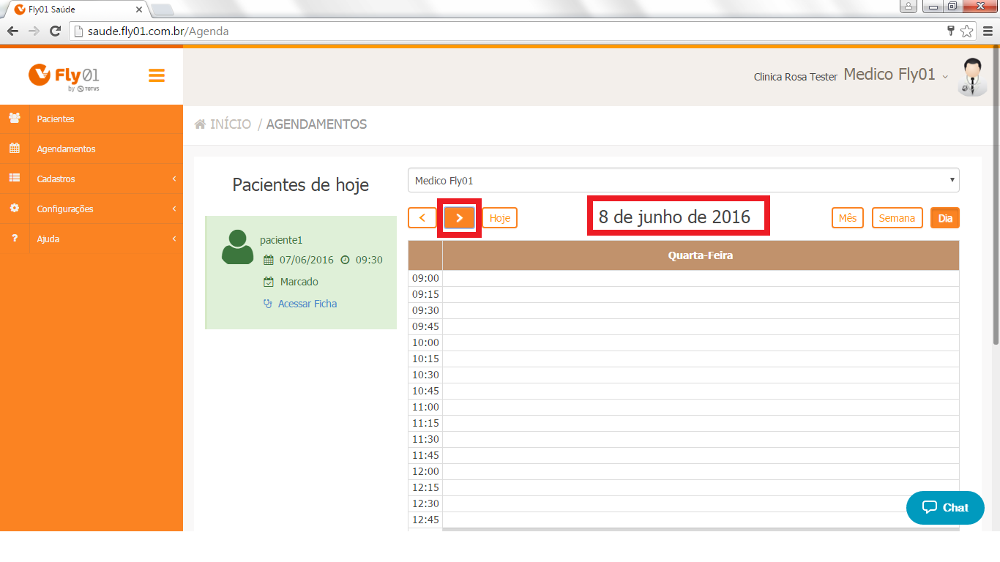 Fly01 Saúde
saude.fly01.com.br/Agenda
Fly01
by TOTVS
Clinica Rosa Tester Medico Fly01
Pacientes
Agendamentos
Cadastros
Configurações
Ajuda
INÍCIO / AGENDAMENTOS
Pacientes de hoje
paciente1
07/06/2016 09:30
Marcado
Acessar Ficha
Medico Fly01
Hoje
8 de junho de 2016
Mês Semana Dia
Quarta-Feira
09:00
09:15
09:30
09:45
10:00
10:15
10:30
10:45
11:00
11:15
11:30
11:45
12:00
12:15
12:30
12:45
Chat